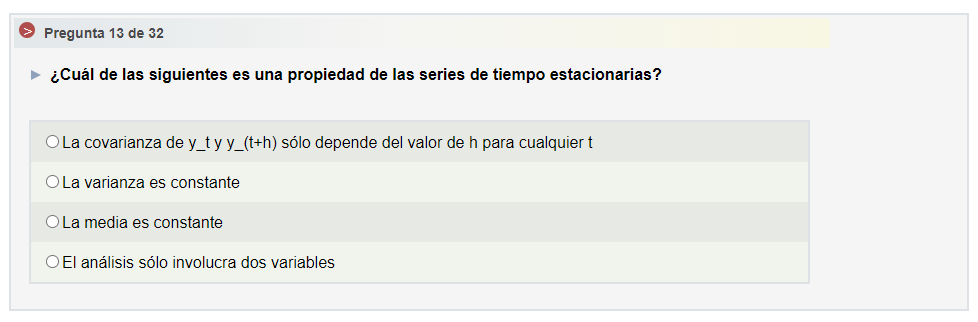 Pregunta 13 de 32
¿Cuál de las siguientes es una propiedad de las series de tiempo estacionarias?
La covarianza de y_t y y_(t+h) sólo depende del valor de h para cualquier t
La varianza es constante
La media es constante
El análisis sólo involucra dos variables